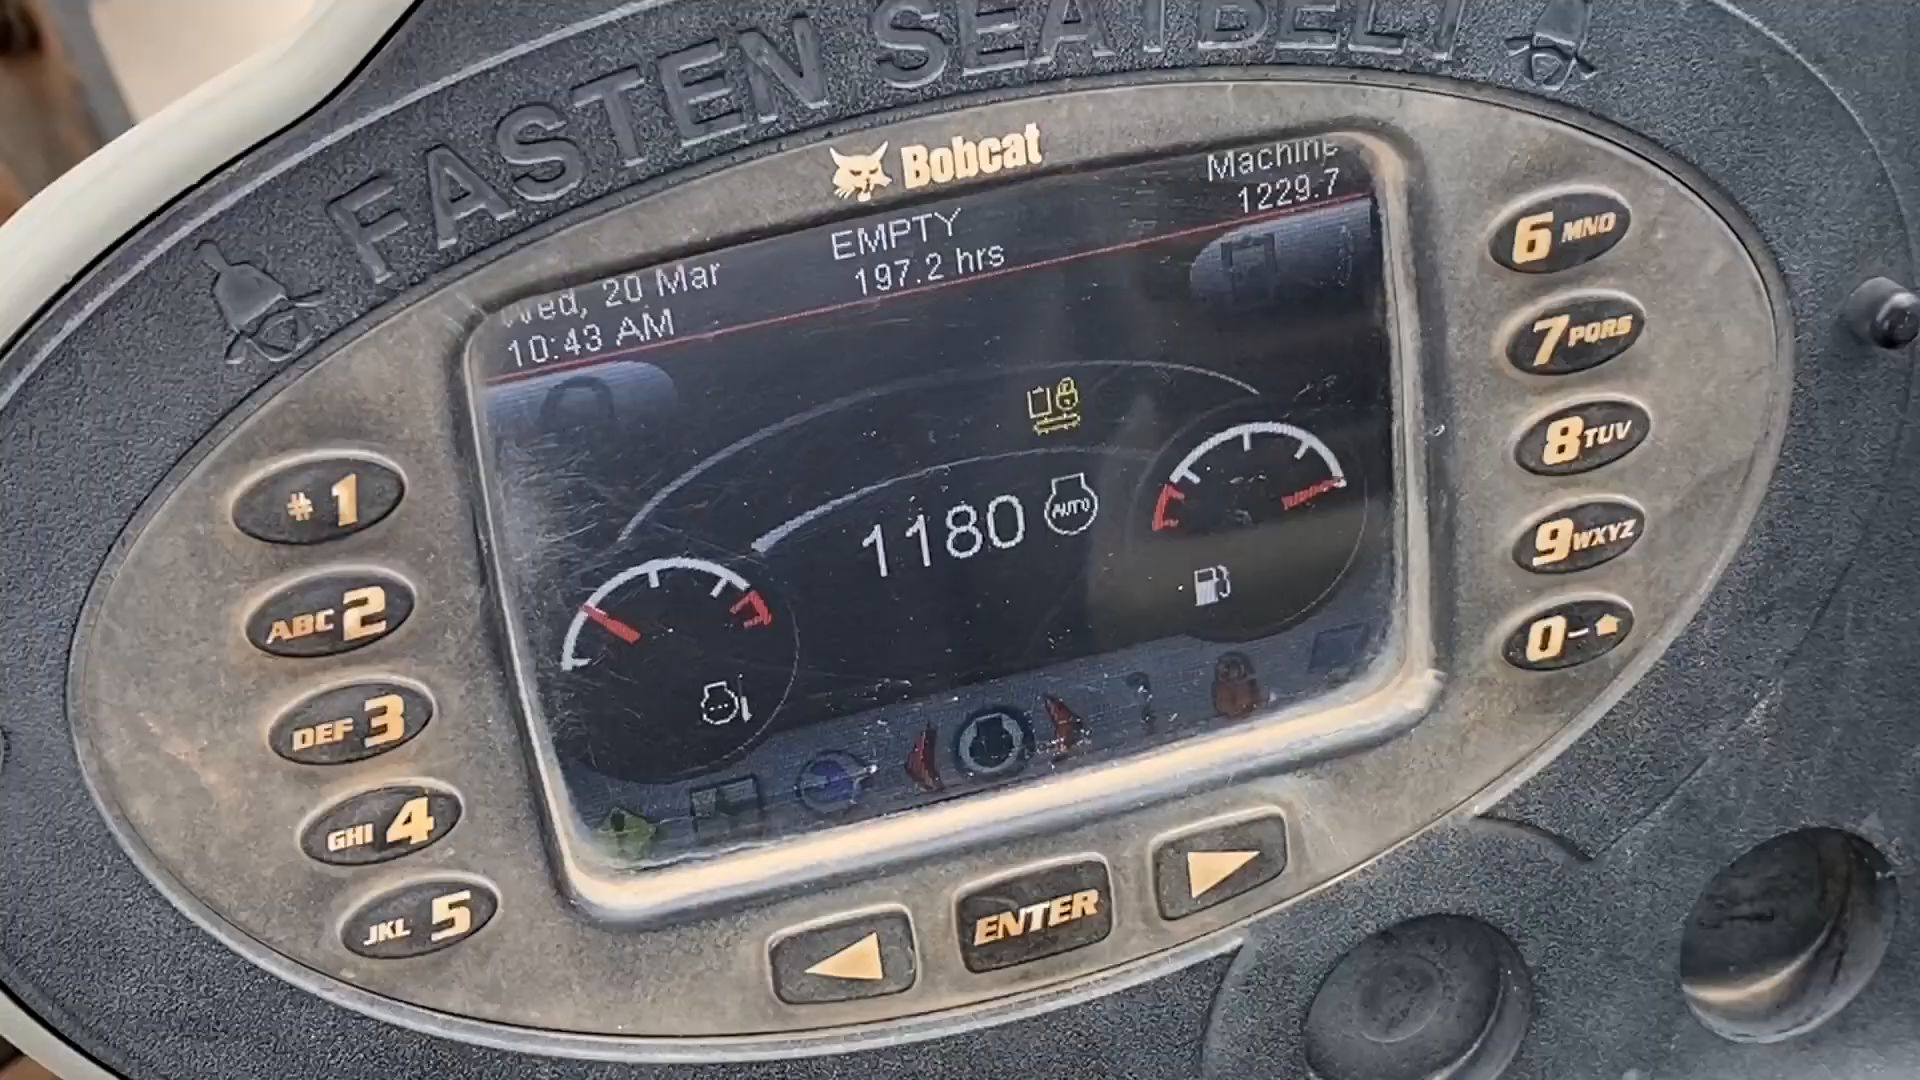 FASTEN SEATBELT
Bobcat
Wed, 20 Mar
10:43 AM
EMPTY
197.2 hrs
Machine
1229.7
1180
AUTO
# 1
ABC 2
DEF 3
GHI 4
JKL 5
6 MNO
7 PQRS
8 TUV
9 WXYZ
0 -
ENTER